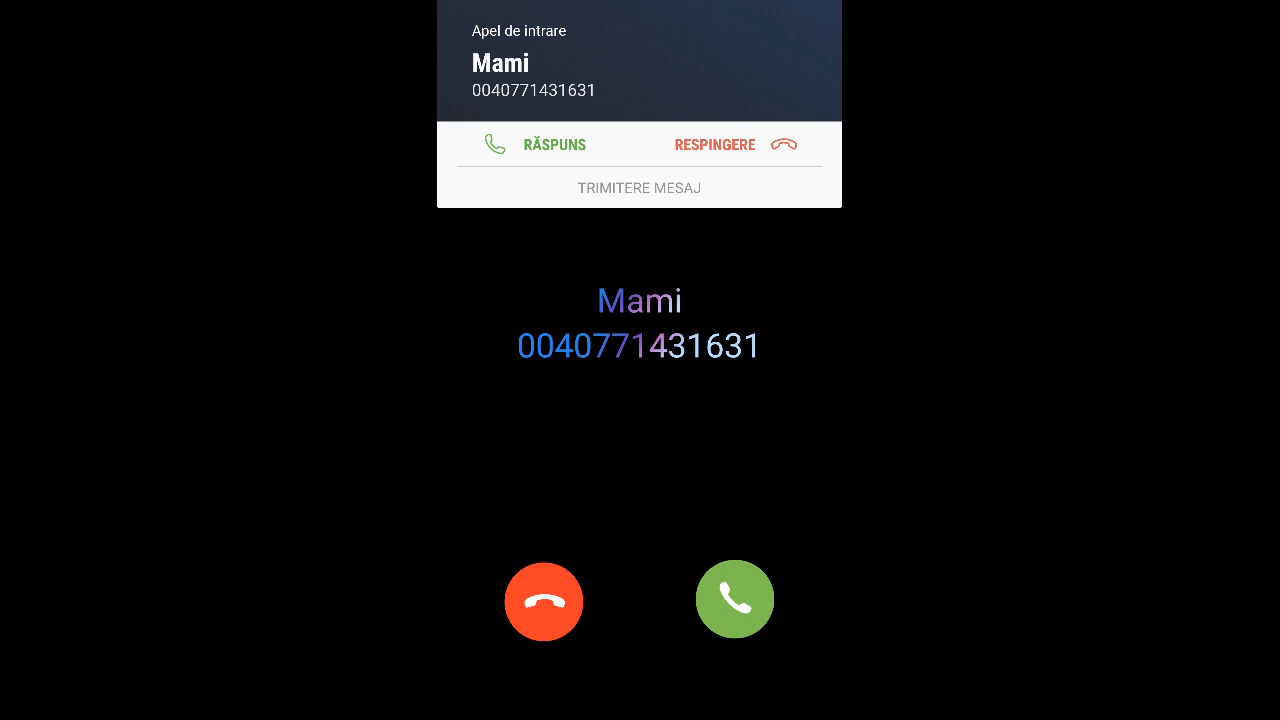 Apel de intrare
Mami
0040771431631
RĂSPUNS RESPINGERE
TRIMITERE MESAJ
Mami
0040771431631